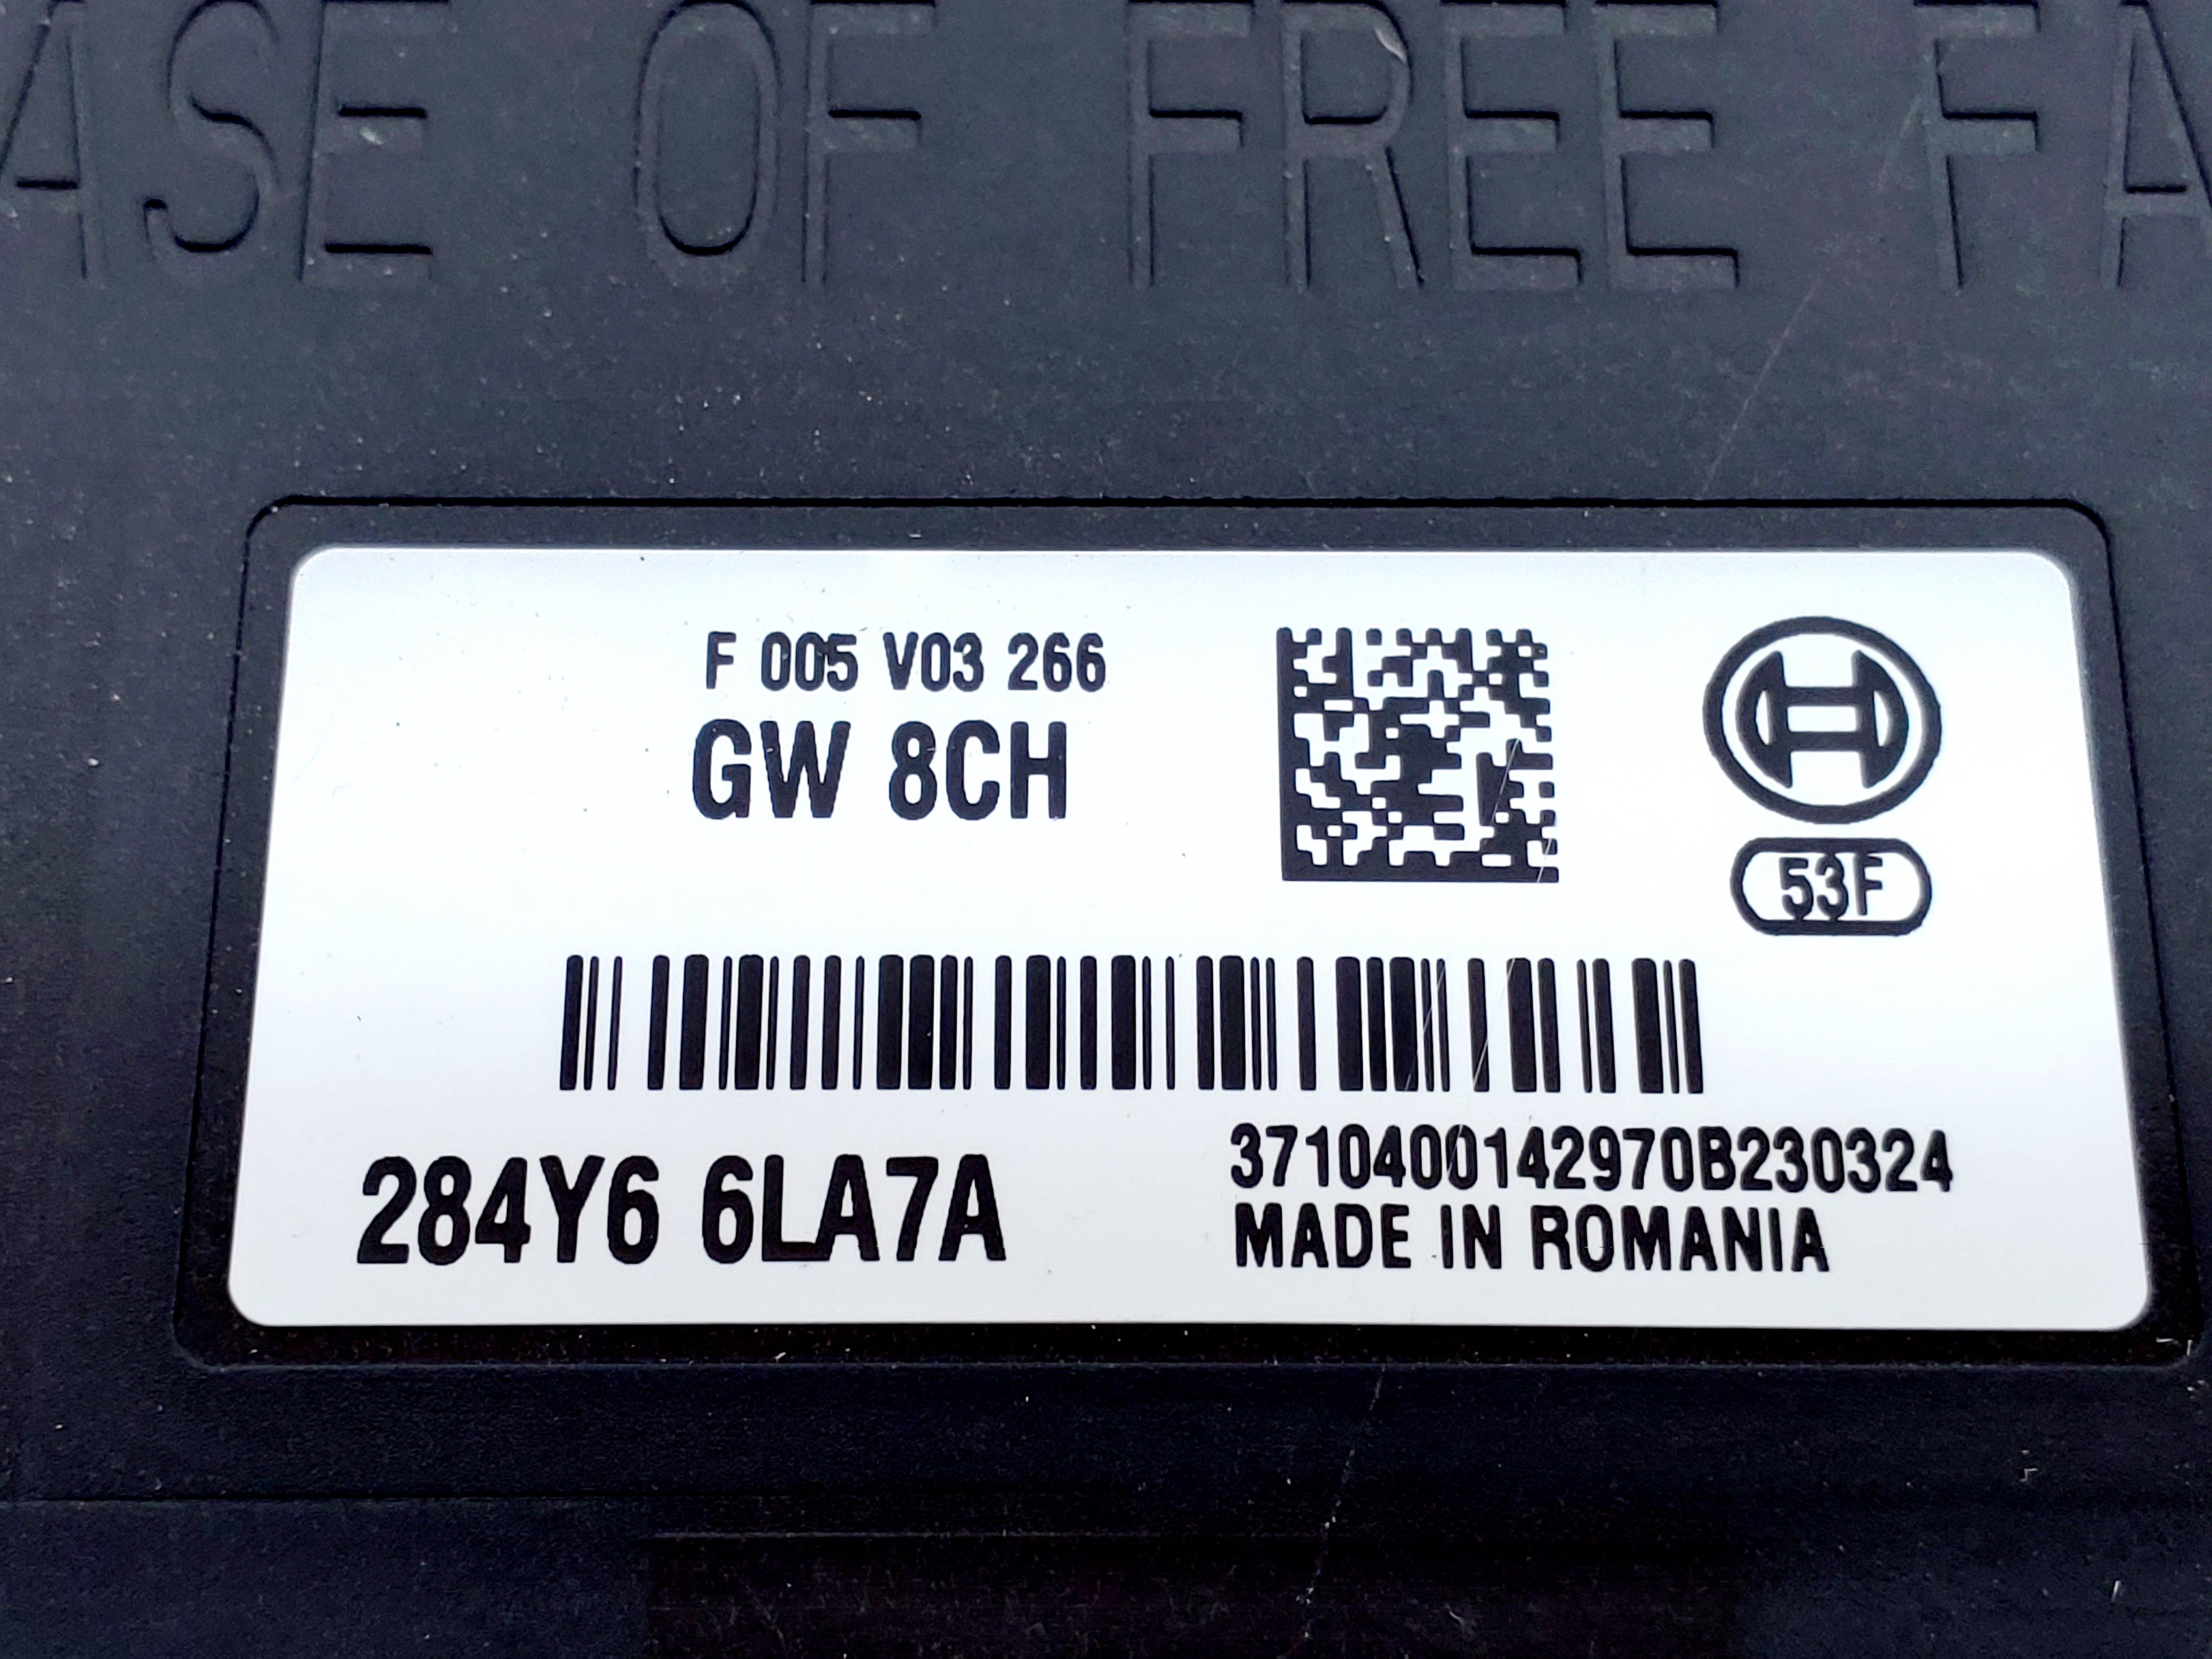 ASE OF FREE FA
F 005 V03 266
GW 8CH
53F
284Y6 6LA7A
3710400142970B230324
MADE IN ROMANIA